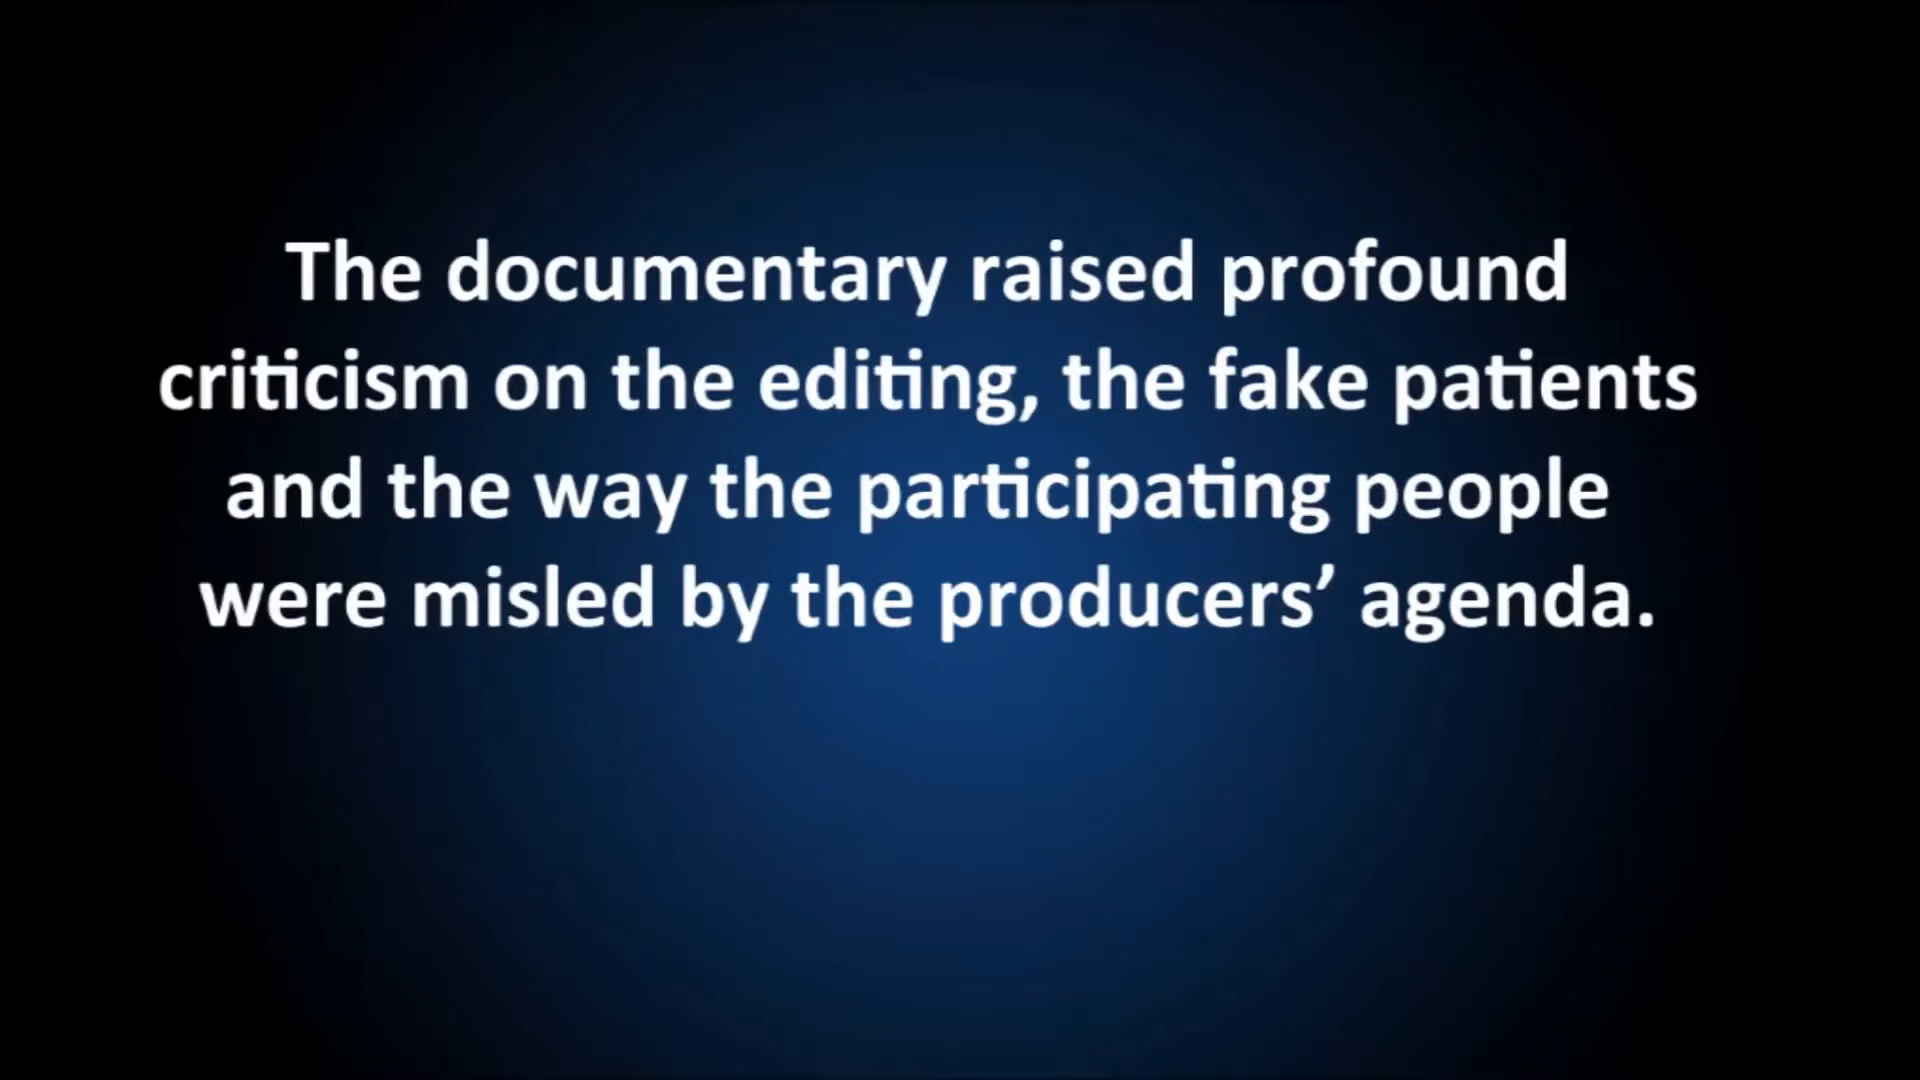 The documentary raised profound
criticism on the editing, the fake patients
and the way the participating people
were misled by the producers’ agenda.